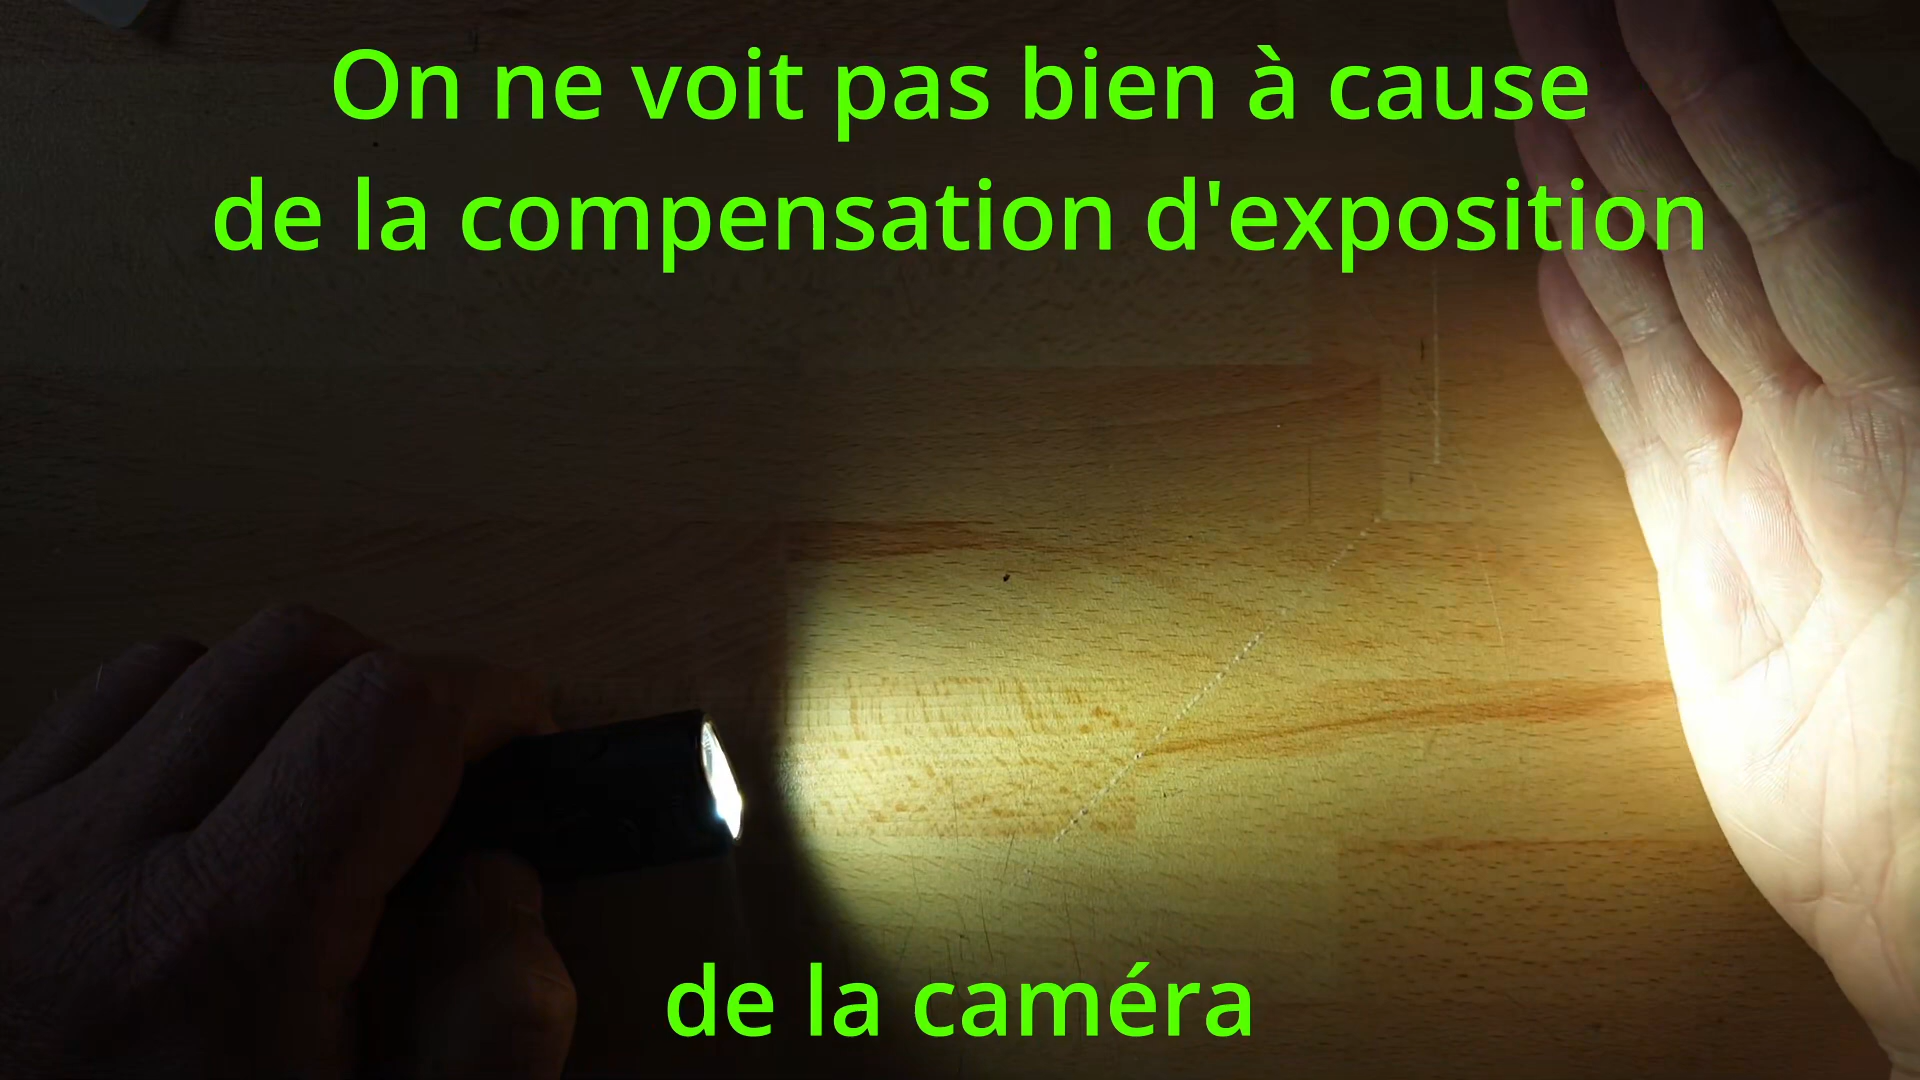 On ne voit pas bien à cause
de la compensation d'exposition
de la caméra